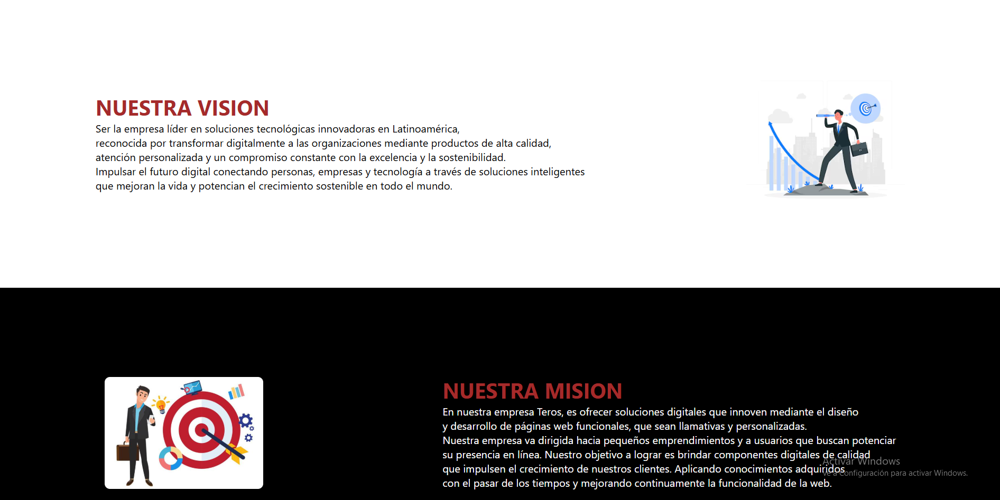 NUESTRA VISION
Ser la empresa líder en soluciones tecnológicas innovadoras en Latinoamérica,
reconocida por transformar digitalmente a las organizaciones mediante productos de alta calidad,
atención personalizada y un compromiso constante con la excelencia y la sostenibilidad.
Impulsar el futuro digital conectando personas, empresas y tecnología a través de soluciones inteligentes
que mejoran la vida y potencian el crecimiento sostenible en todo el mundo.
NUESTRA MISION
En nuestra empresa Teros, es ofrecer soluciones digitales que innoven mediante el diseño
y desarrollo de páginas web funcionales, que sean llamativas y personalizadas.
Nuestra empresa va dirigida hacia pequeños emprendimientos y a usuarios que buscan potenciar
su presencia en línea. Nuestro objetivo a lograr es brindar componentes digitales de calidad
que impulsen el crecimiento de nuestros clientes. Aplicando conocimientos adquiridos
con el pasar de los tiempos y mejorando continuamente la funcionalidad de la web.
Activar Windows
Ve a Configuración para activar Windows.